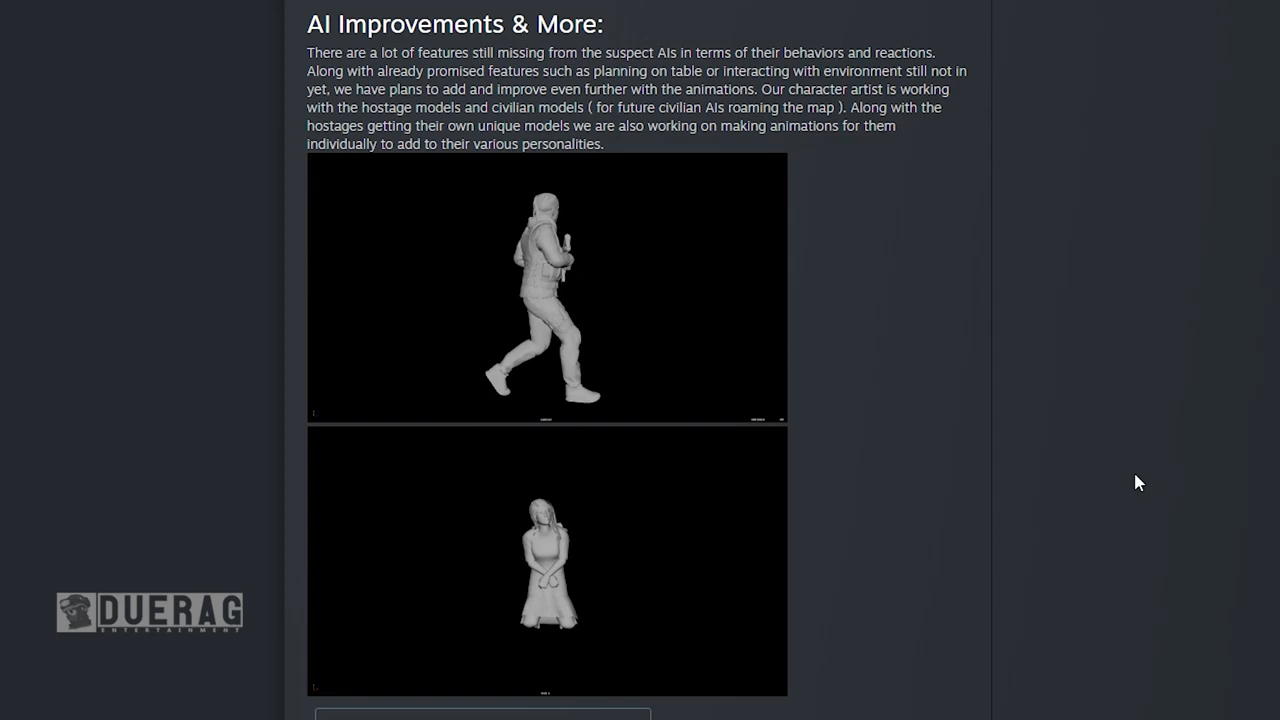 AI Improvements & More:
There are a lot of features still missing from the suspect AIs in terms of their behaviors and reactions.
Along with already promised features such as planning on table or interacting with environment still not in
yet, we have plans to add and improve even further with the animations. Our character artist is working
with the hostage models and civilian models ( for future civilian AIs roaming the map ). Along with the
hostages getting their own unique models we are also working on making animations for them
individually to add to their various personalities.
DUERAG
ENTERTAINMENT